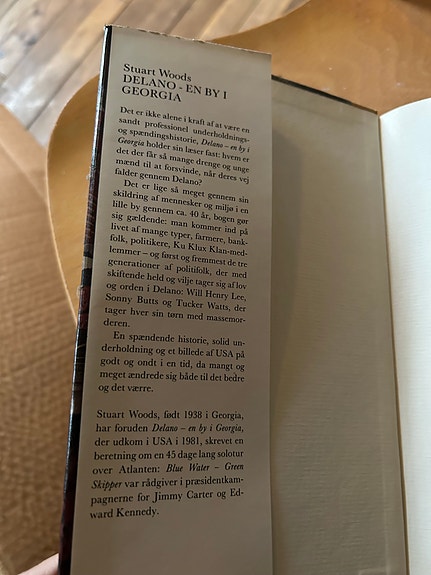 Stuart Woods
DELANO - EN BY I
GEORGIA
Det er ikke alene i kraft af at være en
sandt professionel underholdnings-
og spændingshistorie, Delano – en by i
Georgia holder sin læser fast: hvem er
det der får så mange drenge og unge
mænd til at forsvinde, når deres vej
falder gennem Delano?
Det er lige så meget gennem sin
skildring af mennesker og miljø i en
lille by gennem ca. 40 år, bogen gør
sig gældende: man kommer ind på
livet af mange typer, farmere, bank-
folk, politikere, Ku Klux Klan-med-
lemmer – og først og fremmest de tre
generationer af politifolk, der med
skiftende held og vilje tager sig af lov
og orden i Delano: Will Henry Lee,
Sonny Butts og Tucker Watts, der
tager hver sin tørn med massemor-
deren.
En spændende historie, solid un-
derholdning og et billede af USA på
godt og ondt i en tid, da mangt og
meget ændrede sig både til det bedre
og det værre.
Stuart Woods, født 1938 i Georgia,
har foruden Delano – en by i Georgia,
der udkom i USA i 1981, skrevet en
beretning om en 45 dage lang solotur
over Atlanten: Blue Water – Green
Skipper var rådgiver i præsidentkam-
pagnerne for Jimmy Carter og Ed-
ward Kennedy.